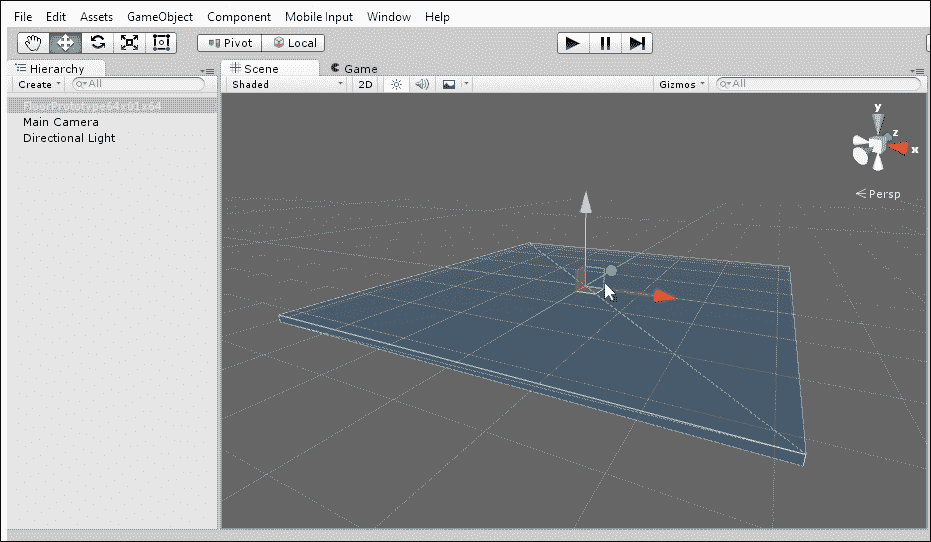 File Edit Assets GameObject Component Mobile Input Window Help
Pivot Local
Hierarchy Scene Game
Create All Shaded 2D Gizmos All
FloorPrototype64x01x64
Main Camera
Directional Light
y
z
x
Persp